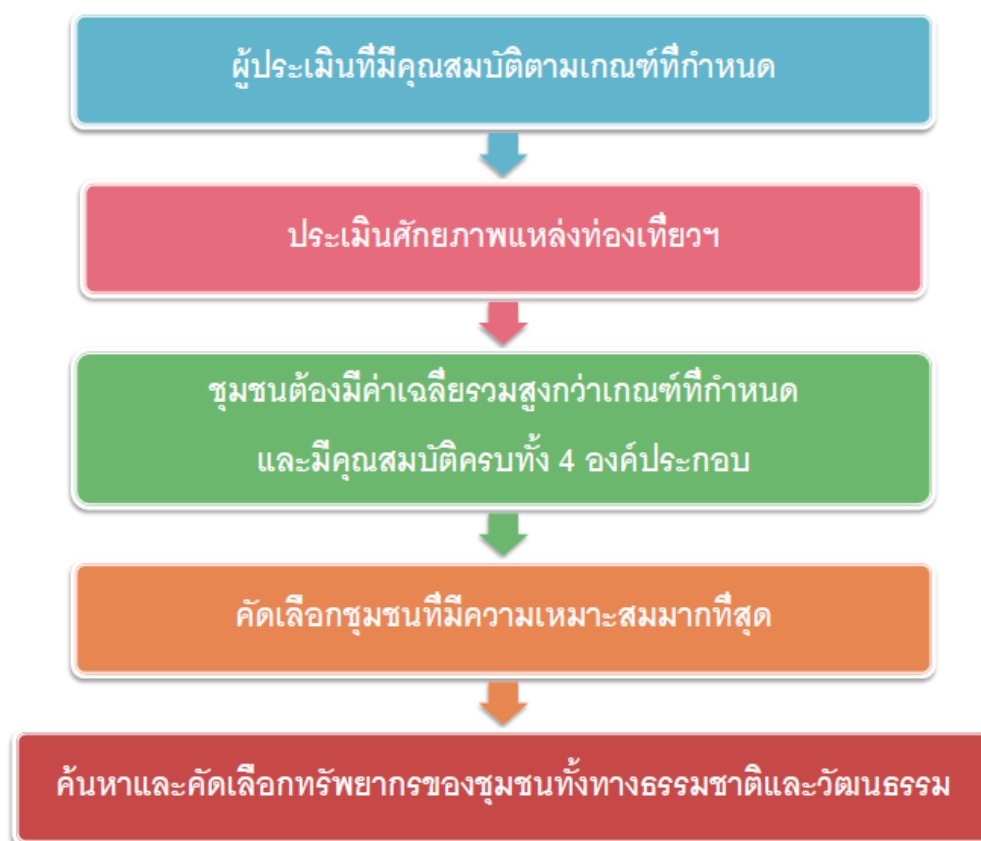 ผู้ประเมินที่มีคุณสมบัติตามเกณฑ์ที่กำหนด
ประเมินศักยภาพแหล่งท่องเที่ยวฯ
ชุมชนต้องมีค่าเฉลี่ยรวมสูงกว่าเกณฑ์ที่กำหนด
และมีคุณสมบัติครบทั้ง 4 องค์ประกอบ
คัดเลือกชุมชนที่มีความเหมาะสมมากที่สุด
ค้นหาและคัดเลือกทรัพยากรของชุมชนทั้งทางธรรมชาติและวัฒนธรรม